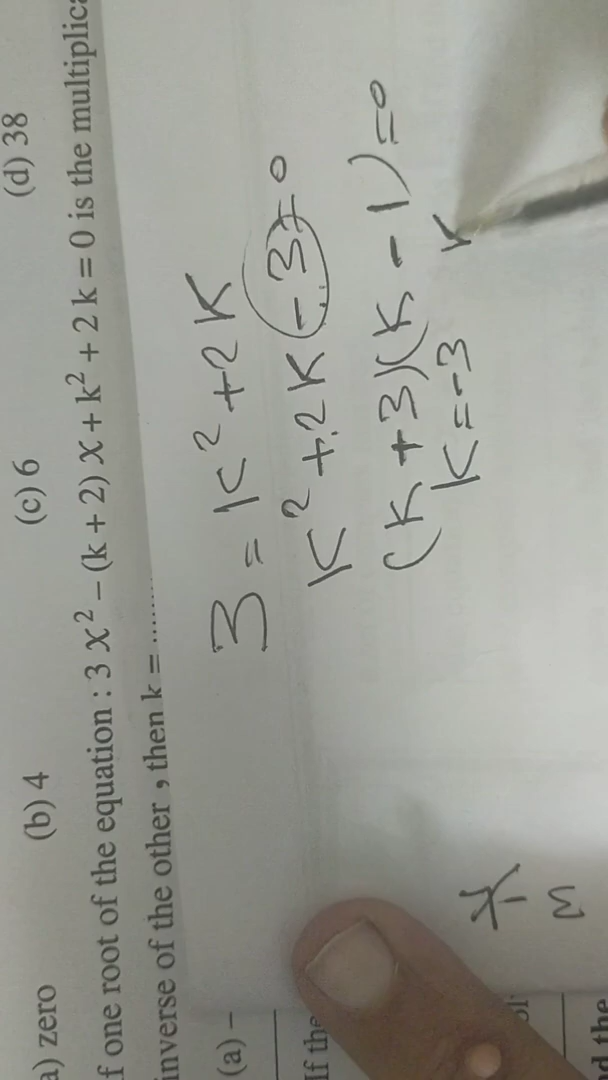 a) zero (b) 4 (c) 6 (d) 38
f one root of the equation : 3 x² – (k + 2) x + k² + 2 k = 0 is the multiplica
inverse of the other , then k = ..........
(a) –
3 = K² + 2K
K² + 2K - 3 = 0
(K + 3)(K - 1) = 0
K = -3 K
If the